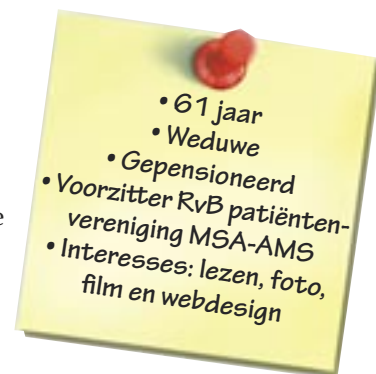 • 61 jaar
• Weduwe
• Gepensioneerd
• Voorzitter RvB patiënten-
vereniging MSA-AMS
• Interesses: lezen, foto,
film en webdesign
e